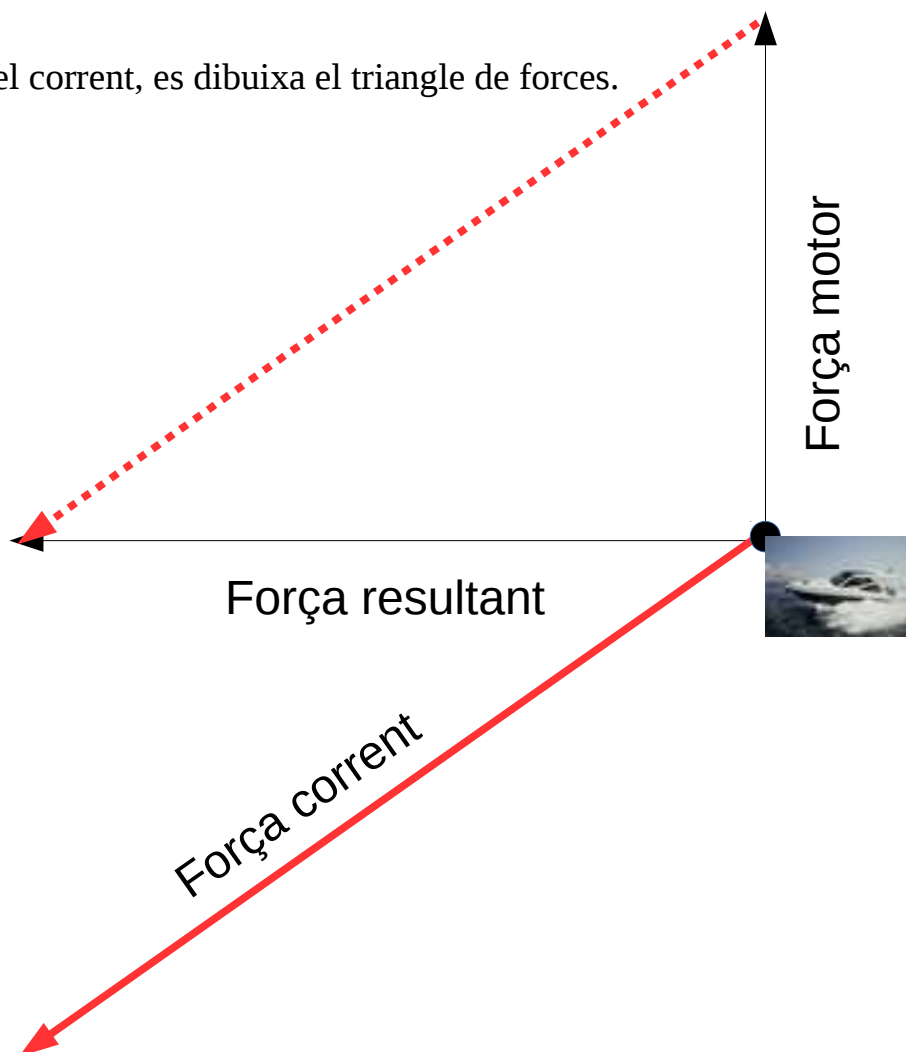 el corrent, es dibuixa el triangle de forces.
Força motor
Força resultant
Força corrent